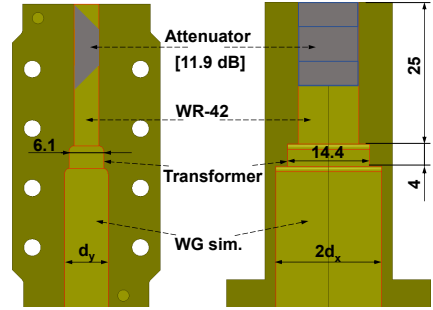 Attenuator
[11.9 dB]
25
WR-42
6.1
14.4
Transformer
4
WG sim.
dy
2dx